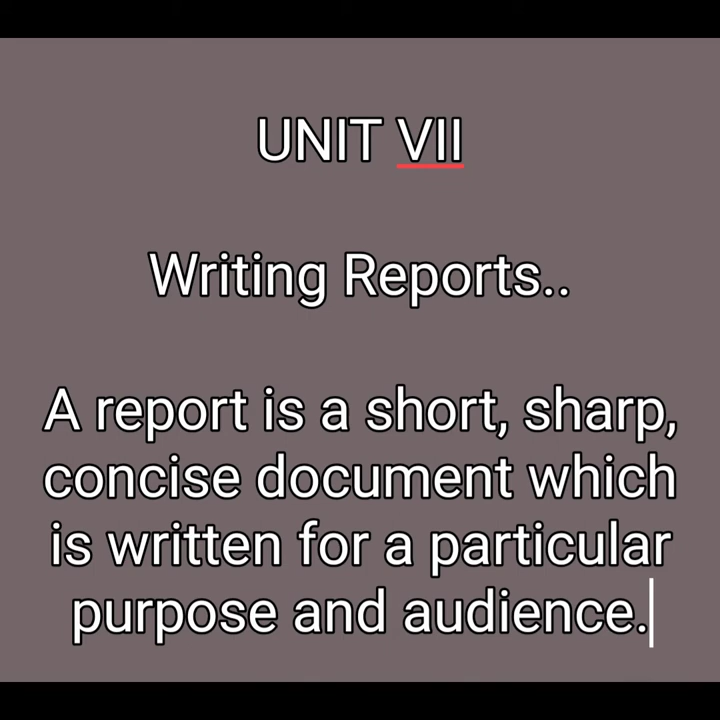 UNIT VII
Writing Reports..
A report is a short, sharp,
concise document which
is written for a particular
purpose and audience.